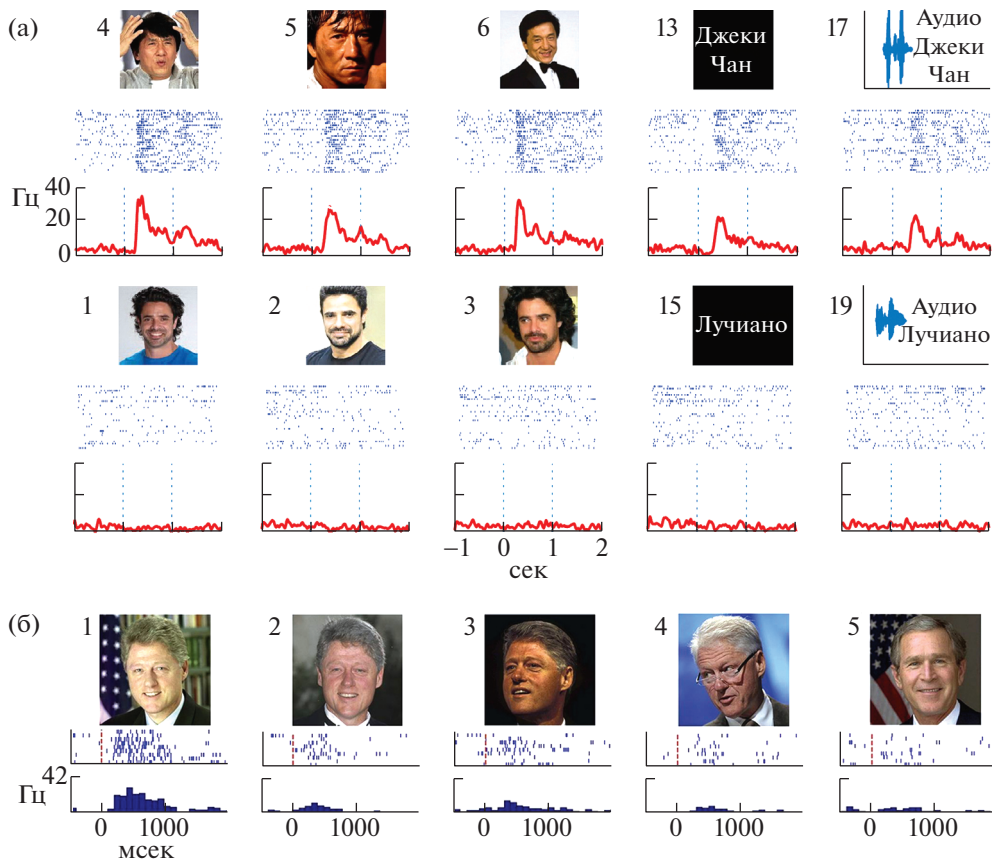 (а)
4
5
6
13
Джеки
Чан
17
Аудио
Джеки
Чан
Гц
40
20
0
1
2
3
15
Лучиано
19
Аудио
Лучиано
−1 0 1 2
сек
(б)
1
2
3
4
5
42
Гц
0 1000
0 1000
0 1000
0 1000
0 1000
мсек